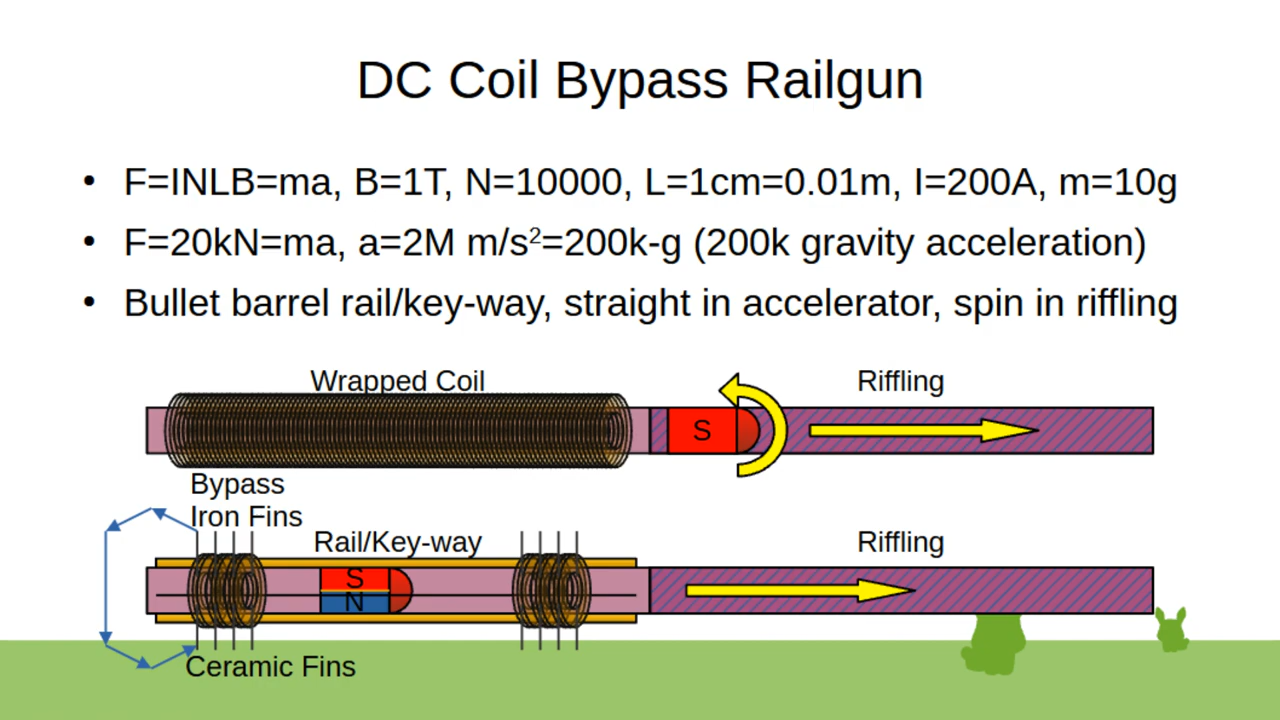 DC Coil Bypass Railgun
• F=INLB=ma, B=1T, N=10000, L=1cm=0.01m, I=200A, m=10g
• F=20kN=ma, a=2M m/s²=200k-g (200k gravity acceleration)
• Bullet barrel rail/key-way, straight in accelerator, spin in riffling
Wrapped Coil
Riffling
S
Bypass
Iron Fins
Rail/Key-way
Riffling
S
N
Ceramic Fins